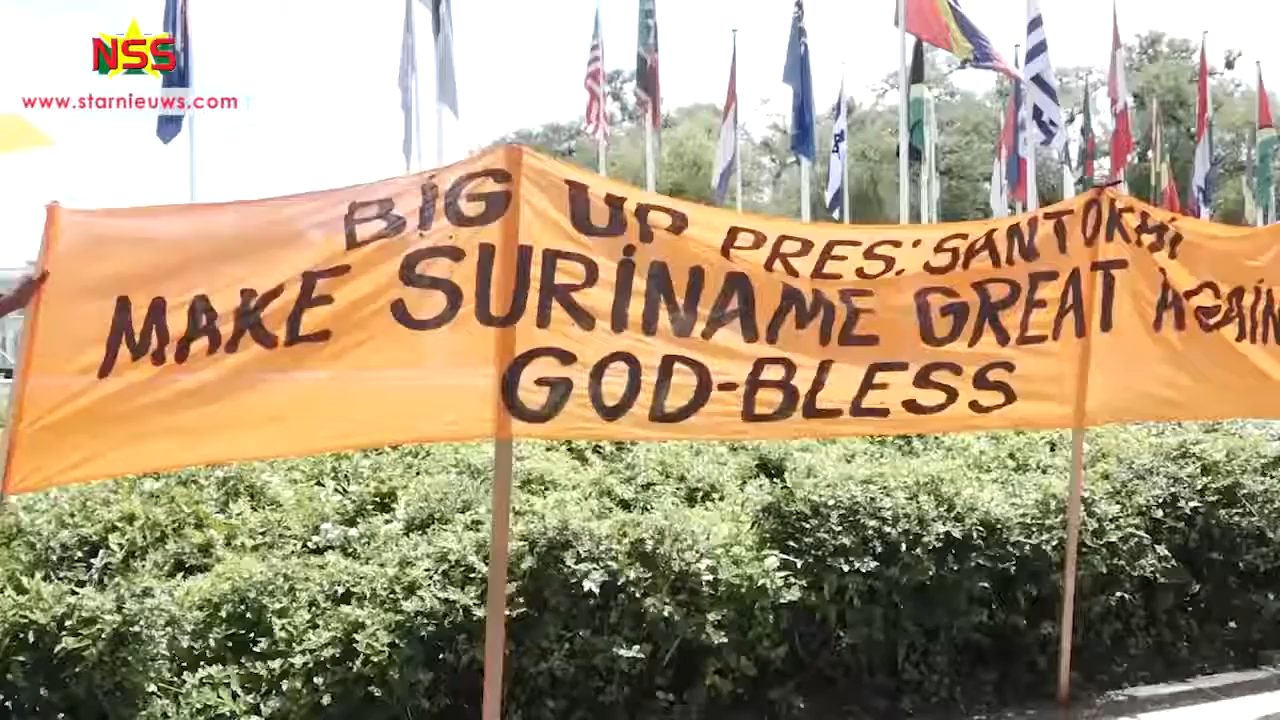 NSS
www.starnieuws.com
BiG UP PRES.' SANTOKHi
MAKE SURiNAME GREAT AGAiN
GOD-BLESS